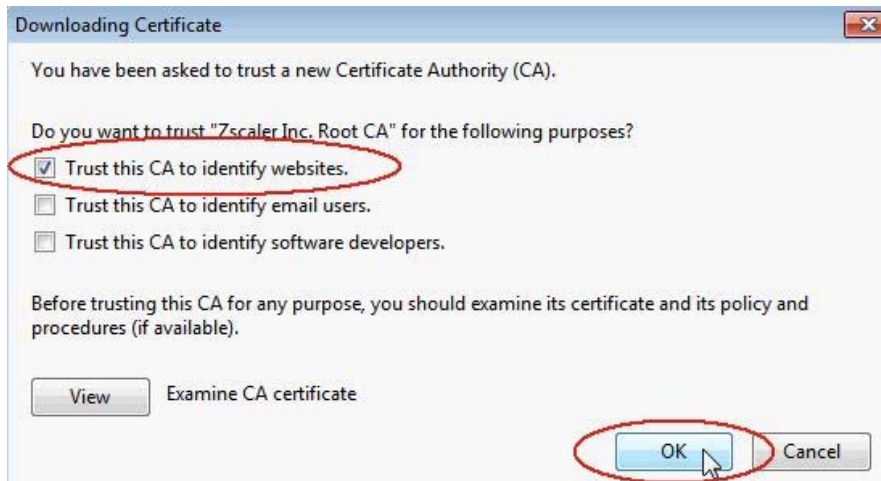 Downloading Certificate
You have been asked to trust a new Certificate Authority (CA).
Do you want to trust "Zscaler Inc. Root CA" for the following purposes?
Trust this CA to identify websites.
Trust this CA to identify email users.
Trust this CA to identify software developers.
Before trusting this CA for any purpose, you should examine its certificate and its policy and
procedures (if available).
View Examine CA certificate
OK Cancel